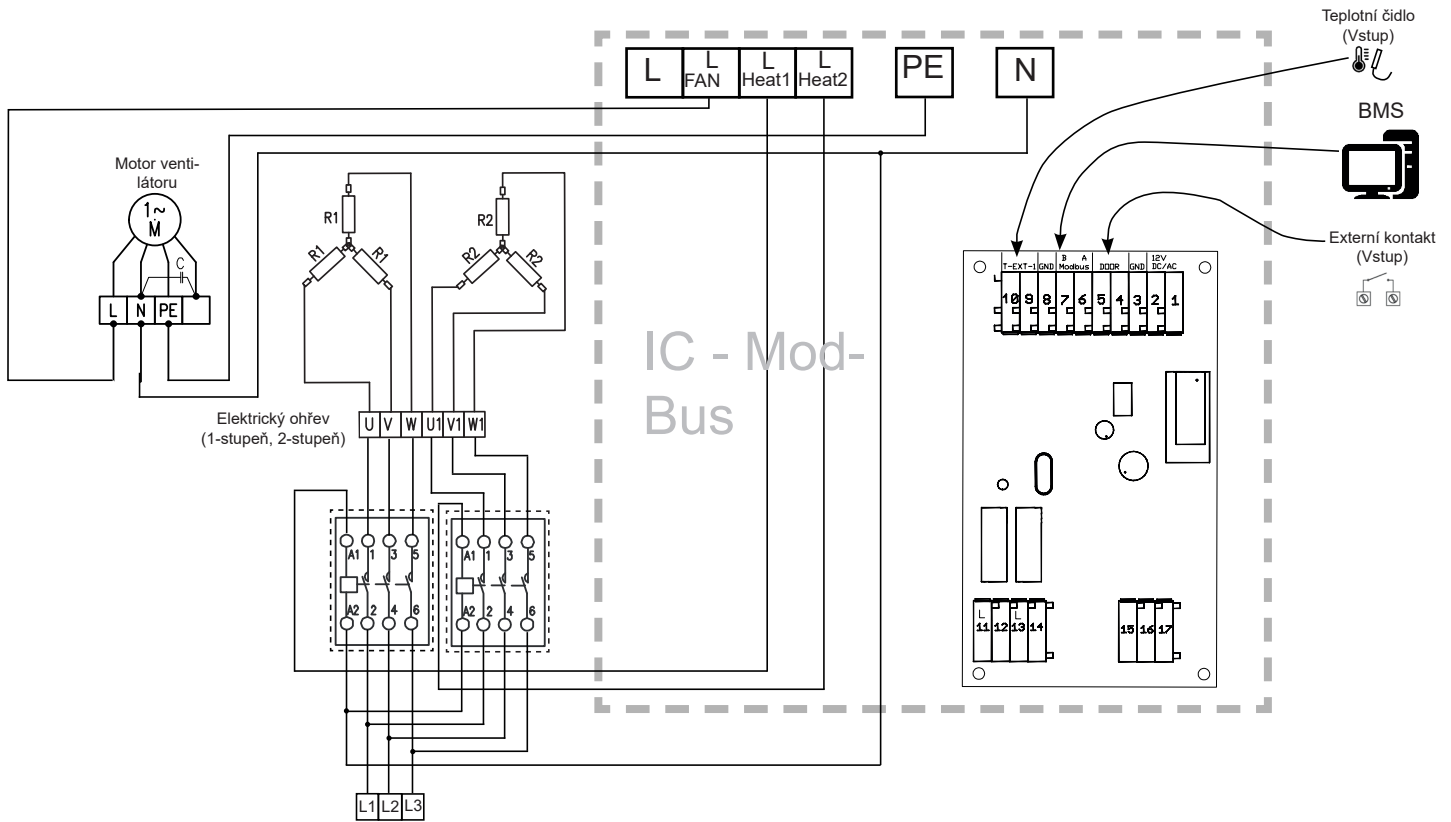 Teplotní čidlo
(Vstup)
L
L
FAN
L
Heat1
L
Heat2
PE
N
BMS
Motor venti-
látoru
1~
M
C
L N PE
R1
R1
R1
R2
R2
R2
Externí kontakt
(Vstup)
B A 12V
T-EXT-1 GND Modbus DOOR GND DC/AC
L
10 9 8 7 6 5 4 3 2 1
IC - Mod-
Bus
Elektrický ohřev
(1-stupeň, 2-stupeň)
U V W U1 V1 W1
A1 1 3 5
A2 2 4 6
A1 1 3 5
A2 2 4 6
L L
11 12 13 14
15 16 17
L1 L2 L3